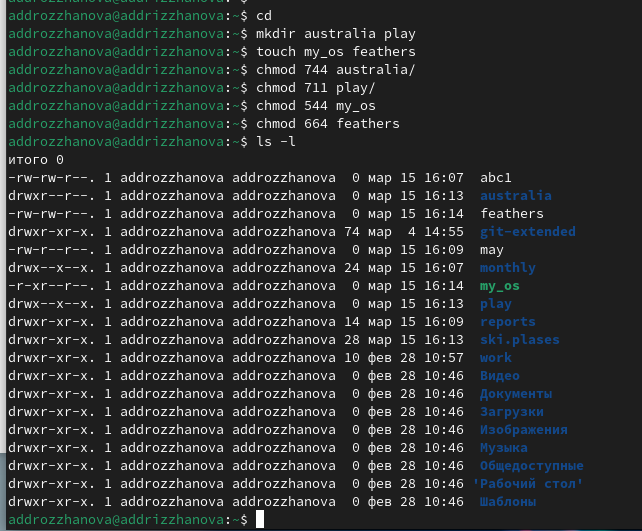 addrozzhanova@addrizzhanova:~$ cd
addrozzhanova@addrizzhanova:~$ mkdir australia play
addrozzhanova@addrizzhanova:~$ touch my_os feathers
addrozzhanova@addrizzhanova:~$ chmod 744 australia/
addrozzhanova@addrizzhanova:~$ chmod 711 play/
addrozzhanova@addrizzhanova:~$ chmod 544 my_os
addrozzhanova@addrizzhanova:~$ chmod 664 feathers
addrozzhanova@addrizzhanova:~$ ls -l
итого 0
-rw-rw-r--. 1 addrozzhanova addrozzhanova  0 мар 15 16:07  abc1
drwxr--r--. 1 addrozzhanova addrozzhanova  0 мар 15 16:13  australia
-rw-rw-r--. 1 addrozzhanova addrozzhanova  0 мар 15 16:14  feathers
drwxr-xr-x. 1 addrozzhanova addrozzhanova 74 мар  4 14:55  git-extended
-rw-r--r--. 1 addrozzhanova addrozzhanova  0 мар 15 16:09  may
drwx--x--x. 1 addrozzhanova addrozzhanova 24 мар 15 16:07  monthly
-r-xr--r--. 1 addrozzhanova addrozzhanova  0 мар 15 16:14  my_os
drwx--x--x. 1 addrozzhanova addrozzhanova  0 мар 15 16:13  play
drwxr-xr-x. 1 addrozzhanova addrozzhanova 14 мар 15 16:09  reports
drwxr-xr-x. 1 addrozzhanova addrozzhanova 28 мар 15 16:13  ski.plases
drwxr-xr-x. 1 addrozzhanova addrozzhanova 10 фев 28 10:57  work
drwxr-xr-x. 1 addrozzhanova addrozzhanova  0 фев 28 10:46  Видео
drwxr-xr-x. 1 addrozzhanova addrozzhanova  0 фев 28 10:46  Документы
drwxr-xr-x. 1 addrozzhanova addrozzhanova  0 фев 28 10:46  Загрузки
drwxr-xr-x. 1 addrozzhanova addrozzhanova  0 фев 28 10:46  Изображения
drwxr-xr-x. 1 addrozzhanova addrozzhanova  0 фев 28 10:46  Музыка
drwxr-xr-x. 1 addrozzhanova addrozzhanova  0 фев 28 10:46  Общедоступные
drwxr-xr-x. 1 addrozzhanova addrozzhanova  0 фев 28 10:46 'Рабочий стол'
drwxr-xr-x. 1 addrozzhanova addrozzhanova  0 фев 28 10:46  Шаблоны
addrozzhanova@addrizzhanova:~$